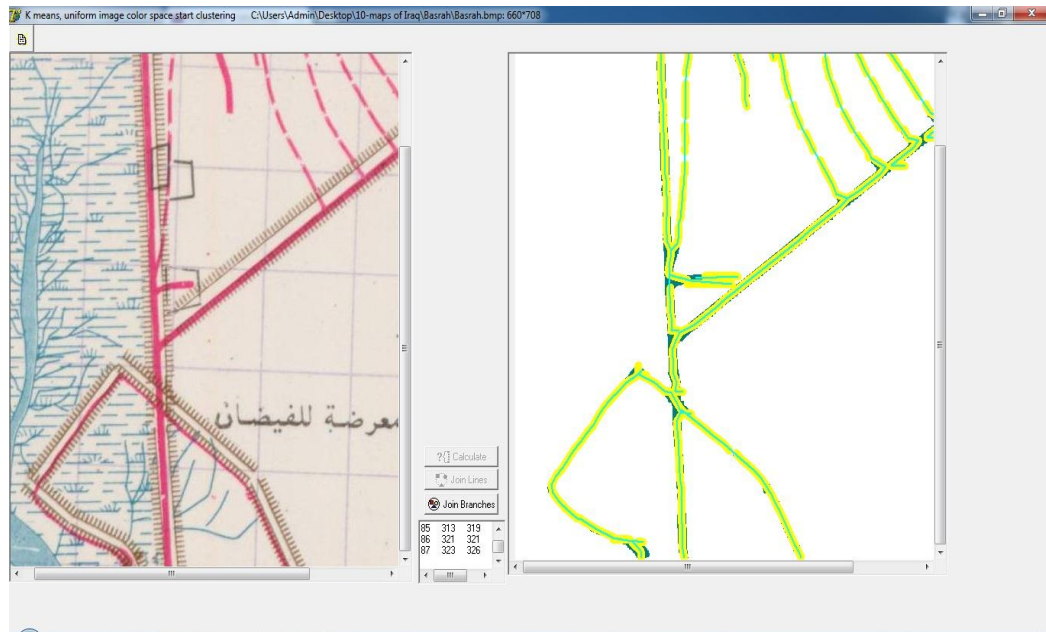 K means, uniform image color space start clustering C:\Users\Admin\Desktop\10-maps of Iraq\Basrah\Basrah.bmp: 660*708
معرضة للفيضان
?{} Calculate
Join Lines
Join Branches
85 313 319
86 321 321
87 323 326